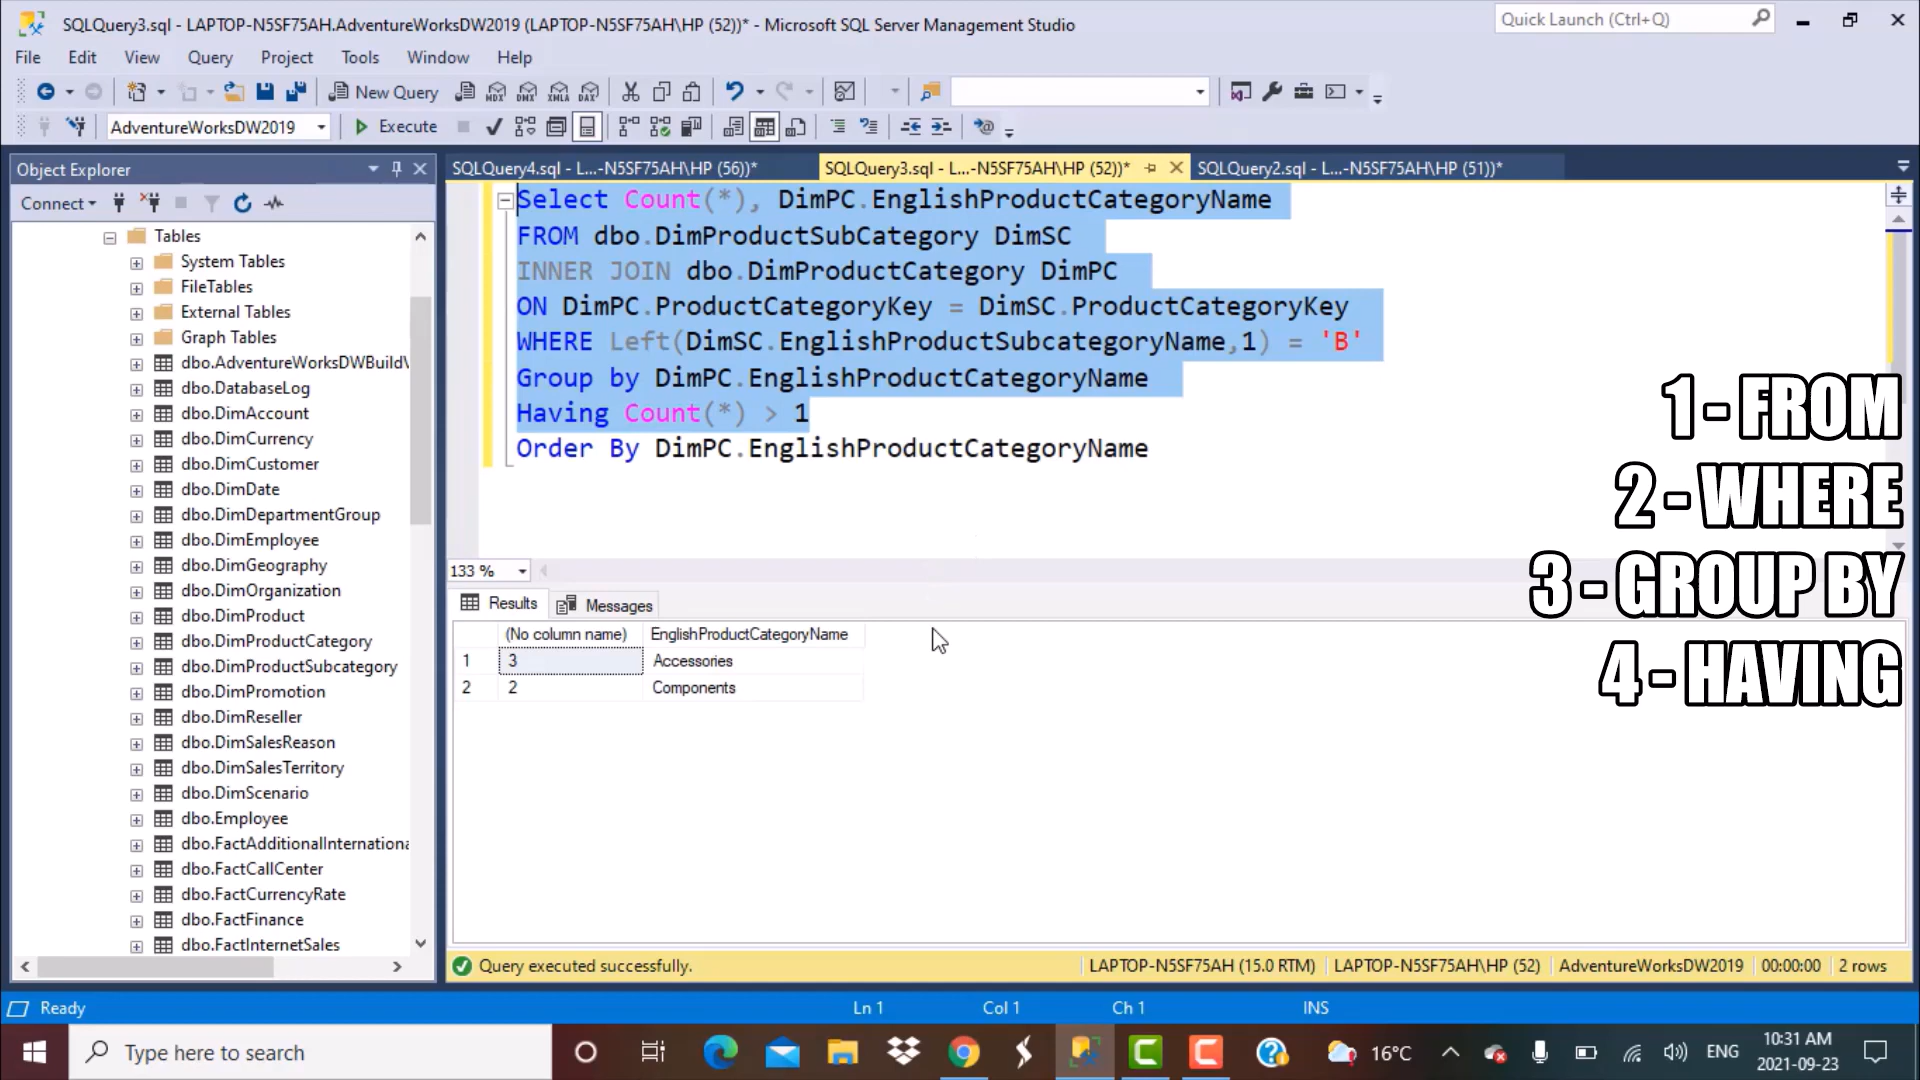 SQLQuery3.sql - LAPTOP-N5SF75AH.AdventureWorksDW2019 (LAPTOP-N5SF75AH\HP (52))* - Microsoft SQL Server Management Studio
Quick Launch (Ctrl+Q)
File Edit View Query Project Tools Window Help
New Query
MDX DMX XMLA DAX
AdventureWorksDW2019
Execute
Object Explorer
Connect
Tables
System Tables
FileTables
External Tables
Graph Tables
dbo.AdventureWorksDWBuild\
dbo.DatabaseLog
dbo.DimAccount
dbo.DimCurrency
dbo.DimCustomer
dbo.DimDate
dbo.DimDepartmentGroup
dbo.DimEmployee
dbo.DimGeography
dbo.DimOrganization
dbo.DimProduct
dbo.DimProductCategory
dbo.DimProductSubcategory
dbo.DimPromotion
dbo.DimReseller
dbo.DimSalesReason
dbo.DimSalesTerritory
dbo.DimScenario
dbo.Employee
dbo.FactAdditionalInternationa
dbo.FactCallCenter
dbo.FactCurrencyRate
dbo.FactFinance
dbo.FactInternetSales
SQLQuery4.sql - L...-N5SF75AH\HP (56))*
SQLQuery3.sql - L...-N5SF75AH\HP (52))*
SQLQuery2.sql - L...-N5SF75AH\HP (51))*
Select Count(*), DimPC.EnglishProductCategoryName
FROM dbo.DimProductSubCategory DimSC
INNER JOIN dbo.DimProductCategory DimPC
ON DimPC.ProductCategoryKey = DimSC.ProductCategoryKey
WHERE Left(DimSC.EnglishProductSubcategoryName,1) = 'B'
Group by DimPC.EnglishProductCategoryName
Having Count(*) > 1
Order By DimPC.EnglishProductCategoryName
1 - FROM
2 - WHERE
3 - GROUP BY
4 - HAVING
133 %
Results
Messages
(No column name) EnglishProductCategoryName
1 3 Accessories
2 2 Components
Query executed successfully.
LAPTOP-N5SF75AH (15.0 RTM) LAPTOP-N5SF75AH\HP (52) AdventureWorksDW2019 00:00:00 2 rows
Ready
Ln 1
Col 1
Ch 1
INS
Type here to search
16°C
ENG
10:31 AM
2021-09-23